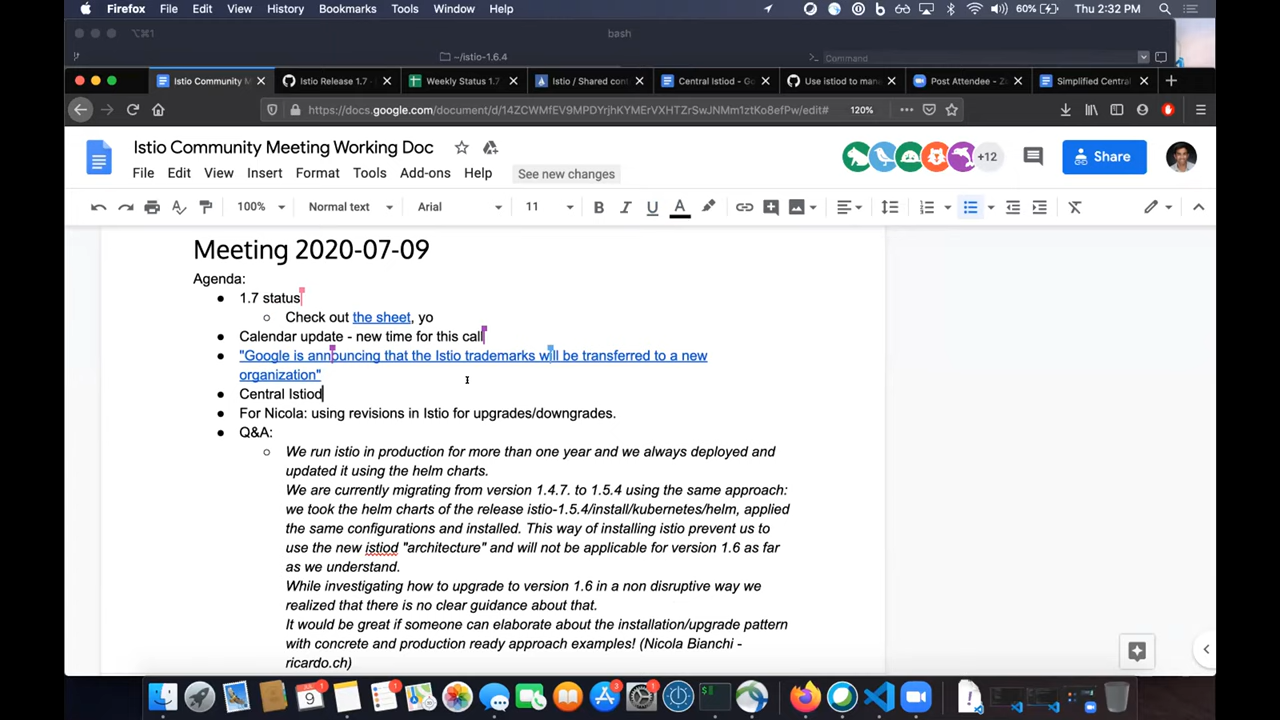 Firefox File Edit View History Bookmarks Tools Window Help 60% Thu 2:32 PM
⌥⌘1 bash
~/istio-1.6.4 Command
Istio Community M Istio Release 1.7 - Weekly Status 1.7 Istio / Shared con Central Istiod - Go Use istiod to man Post Attendee - Z Simplified Central
https://docs.google.com/document/d/14ZCWMfEV9MPDYrjhKYMErVXHTZrSwJNMm1ztKo8efPw/edit# 120%
Istio Community Meeting Working Doc
+12 Share
File Edit View Insert Format Tools Add-ons Help See new changes
100% Normal text Arial 11 B I U A
Meeting 2020-07-09
Agenda:
● 1.7 status
○ Check out the sheet, yo
● Calendar update - new time for this call
● "Google is announcing that the Istio trademarks will be transferred to a new
organization"
● Central Istiod
● For Nicola: using revisions in Istio for upgrades/downgrades.
● Q&A:
○ We run istio in production for more than one year and we always deployed and
updated it using the helm charts.
We are currently migrating from version 1.4.7. to 1.5.4 using the same approach:
we took the helm charts of the release istio-1.5.4/install/kubernetes/helm, applied
the same configurations and installed. This way of installing istio prevent us to
use the new istiod "architecture" and will not be applicable for version 1.6 as far
as we understand.
While investigating how to upgrade to version 1.6 in a non disruptive way we
realized that there is no clear guidance about that.
It would be great if someone can elaborate about the installation/upgrade pattern
with concrete and production ready approach examples! (Nicola Bianchi -
ricardo.ch)